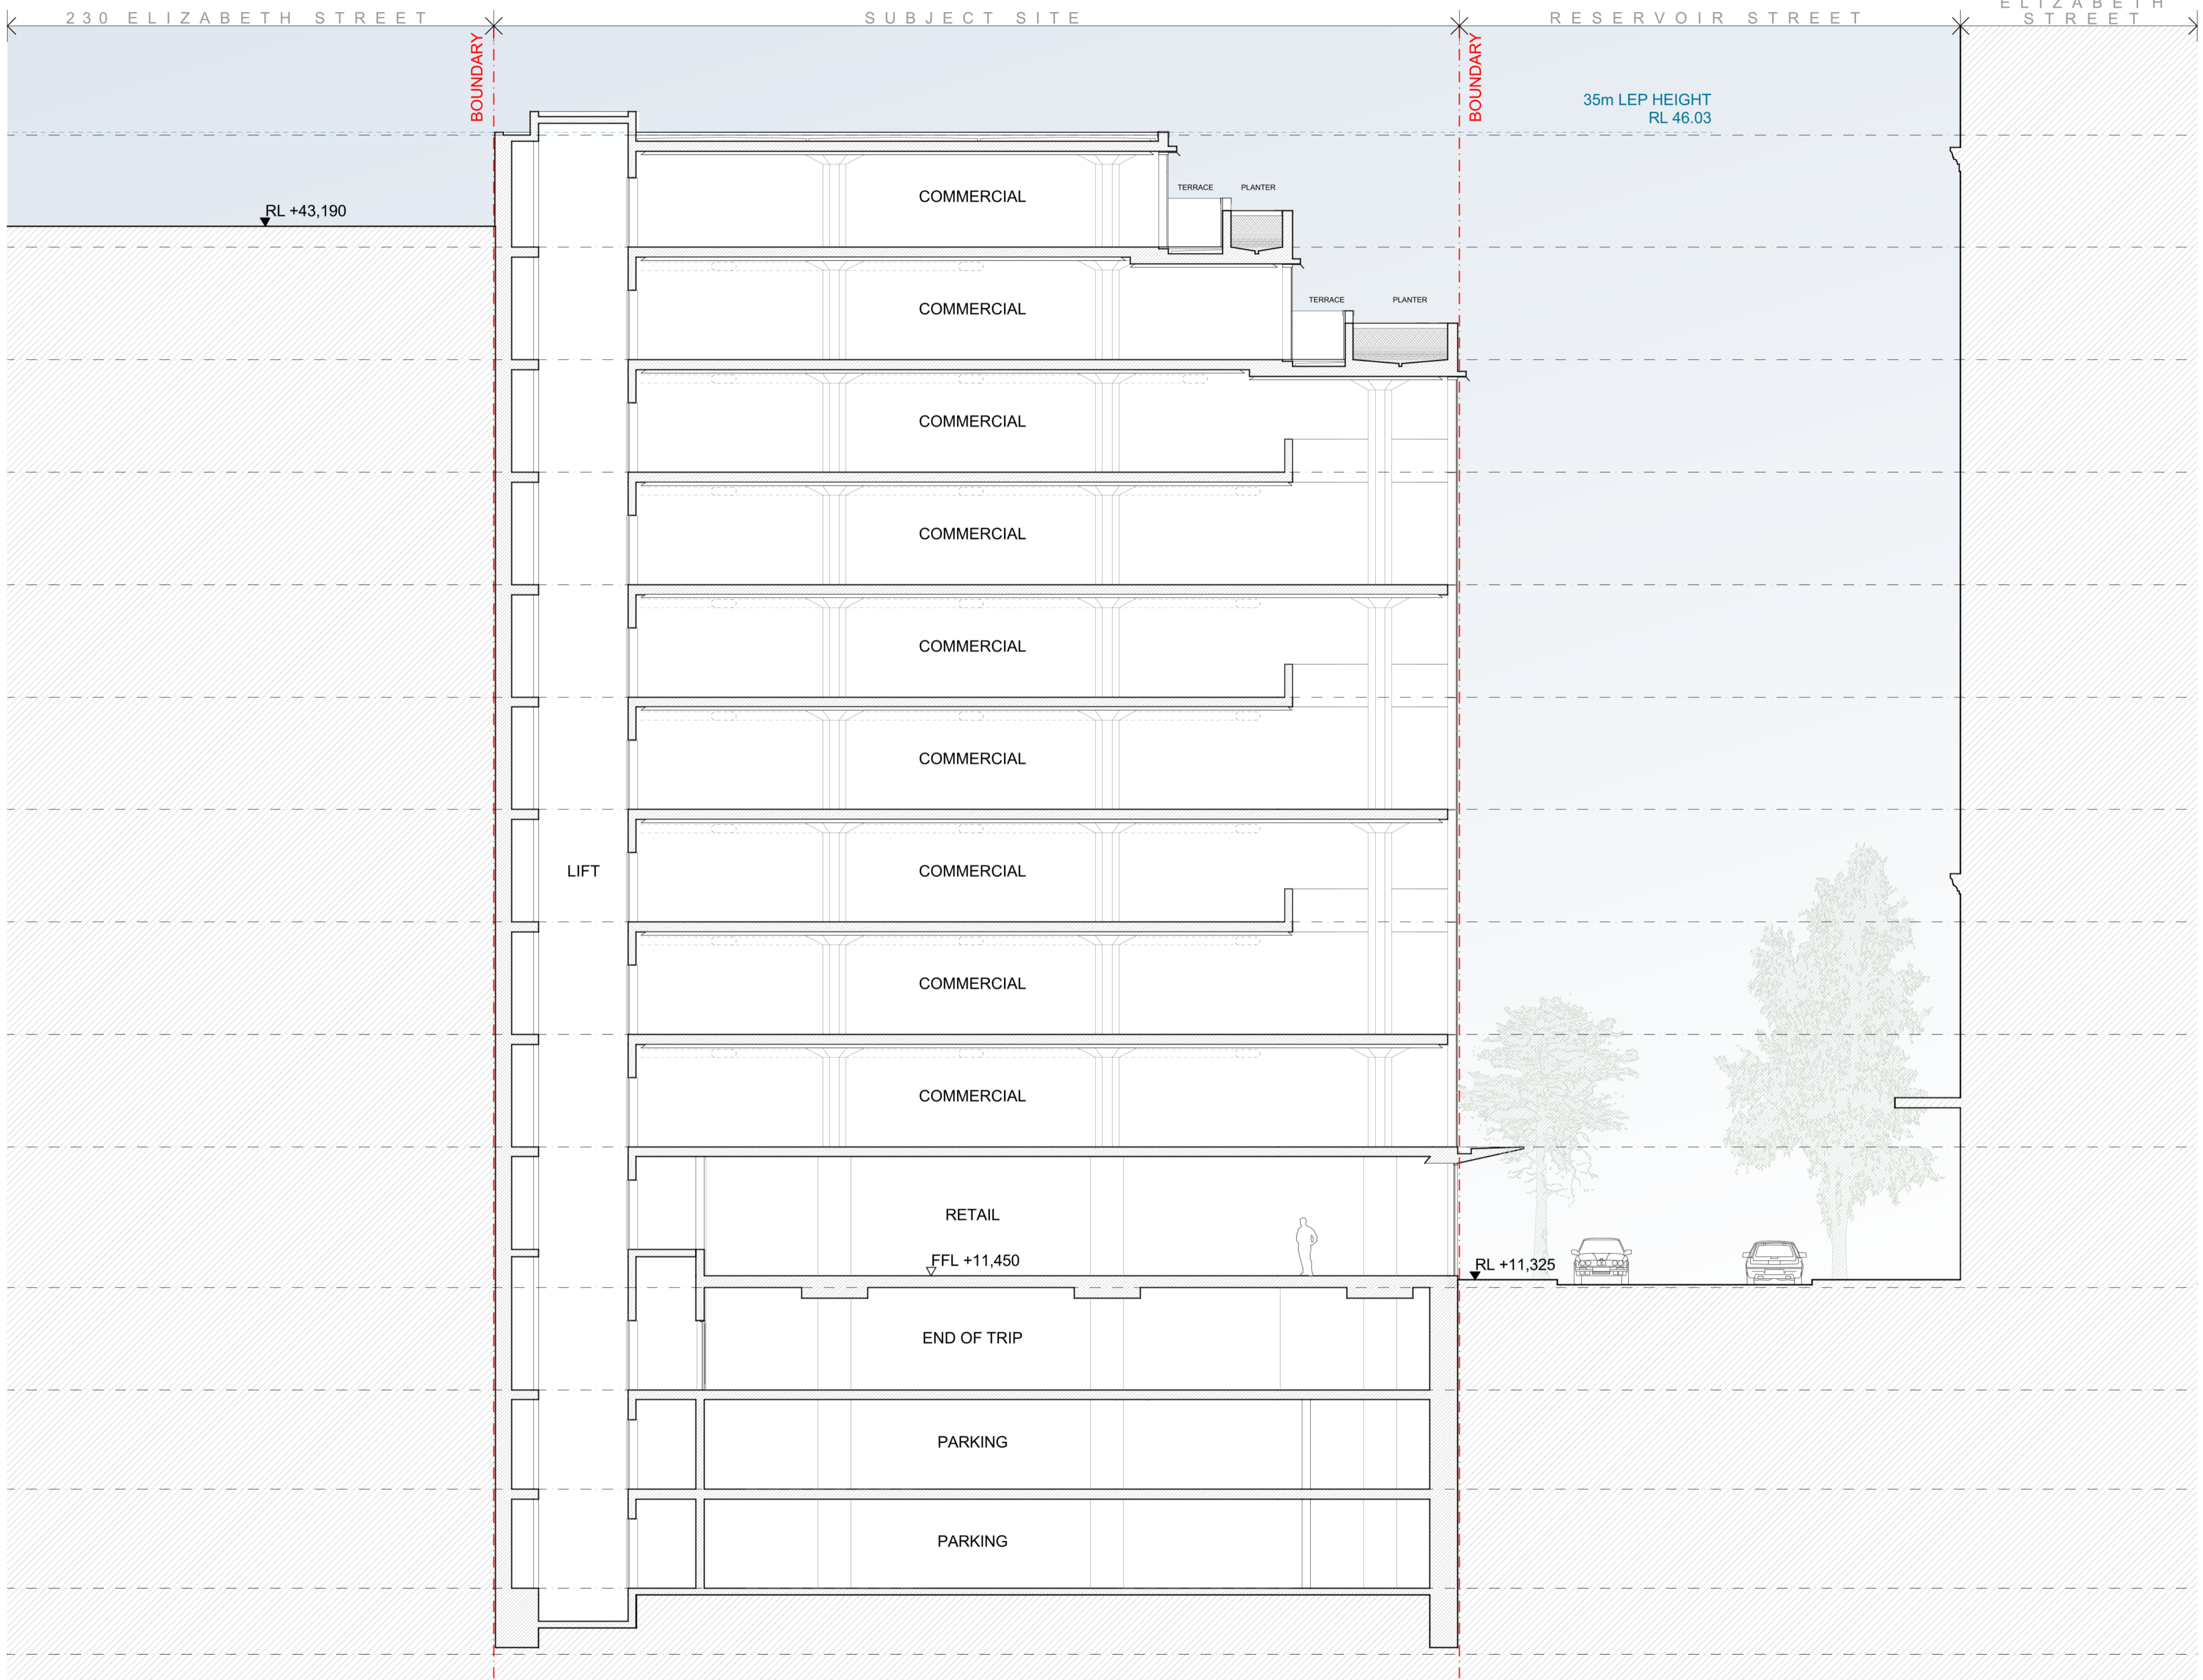 230 ELIZABETH STREET
SUBJECT SITE
RESERVOIR STREET
ELIZABETH
STREET
BOUNDARY
BOUNDARY
35m LEP HEIGHT
RL 46.03
RL +43,190
COMMERCIAL
TERRACE
PLANTER
COMMERCIAL
TERRACE
PLANTER
COMMERCIAL
COMMERCIAL
COMMERCIAL
COMMERCIAL
LIFT
COMMERCIAL
COMMERCIAL
COMMERCIAL
RETAIL
FFL +11,450
RL +11,325
END OF TRIP
PARKING
PARKING